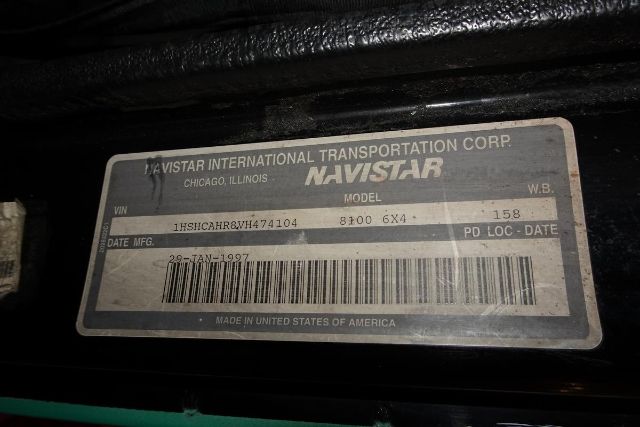 NAVISTAR INTERNATIONAL TRANSPORTATION CORP.
CHICAGO, ILLINOIS NAVISTAR
VIN MODEL W.B.
1HSHCAHR8VH474104 8100 6X4 158
DATE MFG. PD LOC - DATE
29-JAN-1997
MADE IN UNITED STATES OF AMERICA